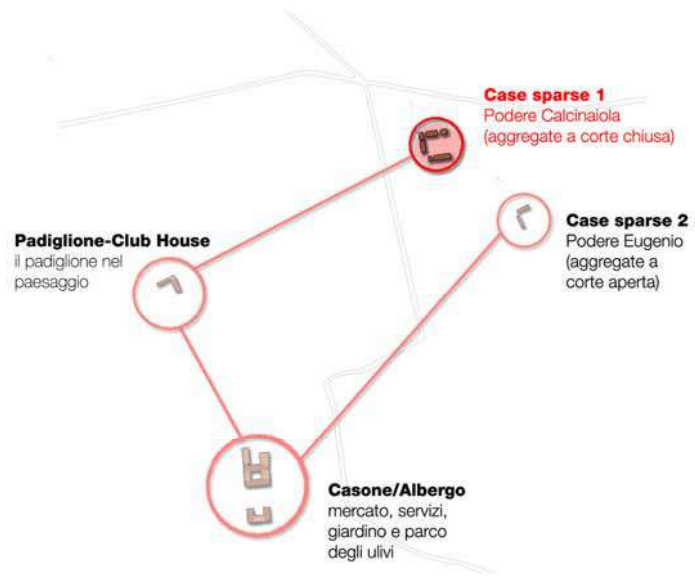 Case sparse 1
Podere Calcinaiola
(aggregate a corte chiusa)
Case sparse 2
Podere Eugenio
(aggregate a
corte aperta)
Padiglione-Club House
il padiglione nel
paesaggio
Casone/Albergo
mercato, servizi,
giardino e parco
degli ulivi